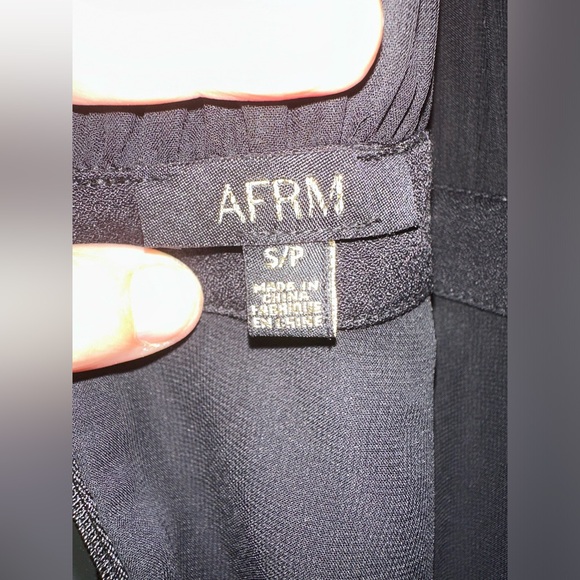 AFRM
S/P
MADE IN
CHINA
FABRIQUÉ
EN CHINE